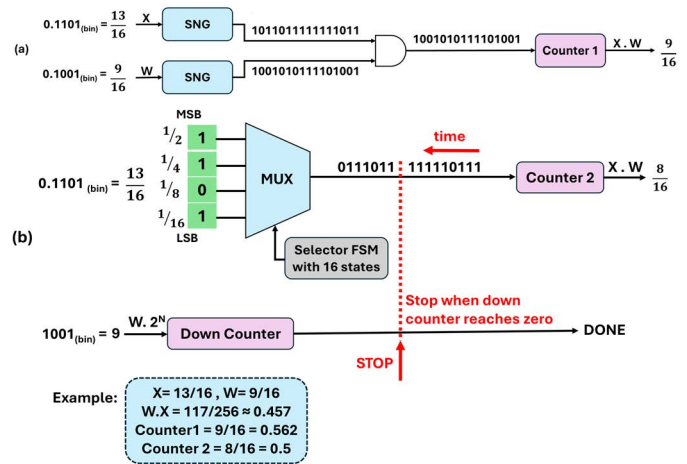 (a)
0.1101(bin) = 13/16
X
SNG
1011011111111011
1001010111101001
Counter 1
X . W
9/16
0.1001(bin) = 9/16
W
SNG
1001010111101001
MSB
1/2 1
1/4 1
1/8 0
1/16 1
LSB
0.1101 (bin) = 13/16
MUX
time
0111011 111110111
Counter 2
X . W
8/16
Selector FSM
with 16 states
(b)
Stop when down
counter reaches zero
1001(bin) = 9
W. 2^N
Down Counter
DONE
STOP
Example:
X= 13/16 , W= 9/16
W.X = 117/256 ≈ 0.457
Counter1 = 9/16 = 0.562
Counter 2 = 8/16 = 0.5